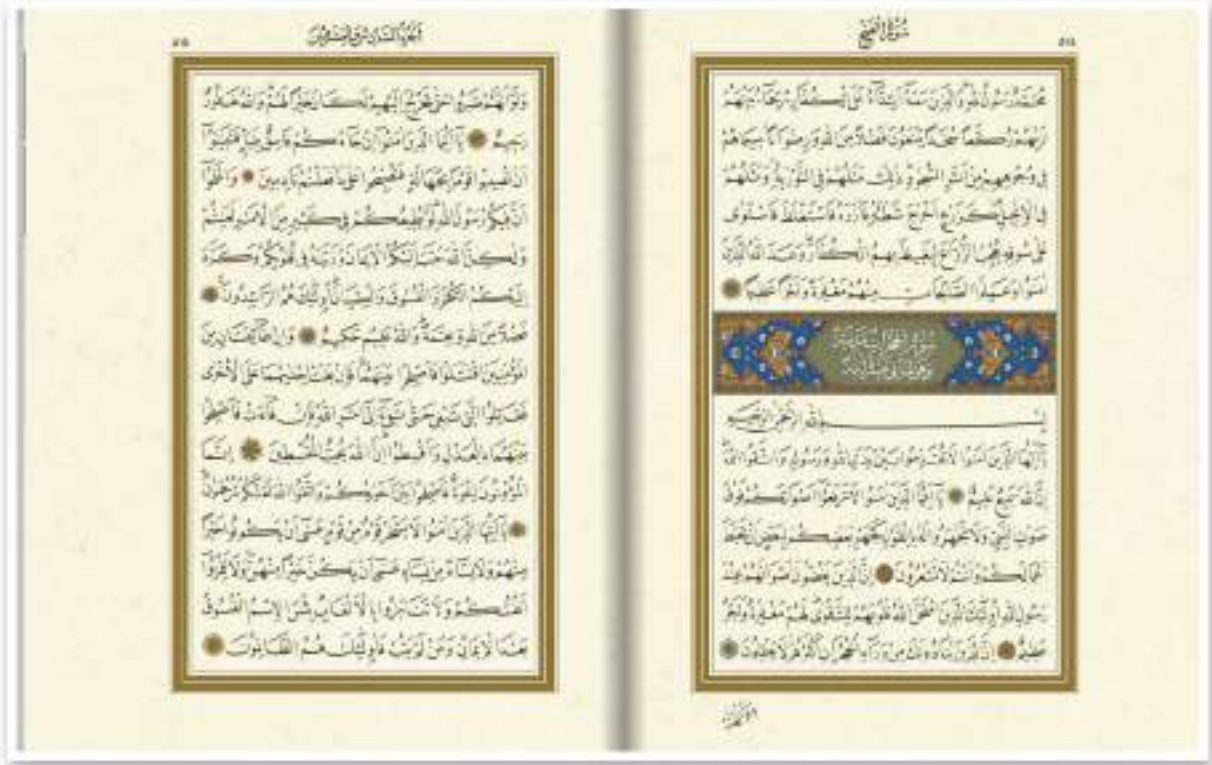 سورة الفتح
محمد رسول الله والذين معه أشداء على الكفار رحماء بينهم
تراهم ركعا سجدا يبتغون فضلا من الله ورضوانا سيماهم
في وجوههم من أثر السجود ذلك مثلهم في التورية ومثلهم
في الإنجيل كزرع أخرج شطئه فآزره فاستغلظ فاستوى
على سوقه يعجب الزراع ليغيظ بهم الكفار وعد الله الذين
آمنوا وعملوا الصالحات منهم مغفرة وأجرا عظيما
بسم الله الرحمن الرحيم
يا أيها الذين آمنوا لا تقدموا بين يدي الله ورسوله واتقوا الله
إن الله سميع عليم يا أيها الذين آمنوا لا ترفعوا أصواتكم فوق
صوت النبي ولا تجهروا له بالقول كجهر بعضكم لبعض أن تحبط
أعمالكم وأنتم لا تشعرون إن الذين يغضون أصواتهم عند
رسول الله أولئك الذين امتحن الله قلوبهم للتقوى لهم مغفرة وأجر
عظيم إن الذين ينادونك من وراء الحجرات أكثرهم لا يعقلون
ولو أنهم صبروا حتى تخرج إليهم لكان خيرا لهم والله غفور
رحيم يا أيها الذين آمنوا إن جاءكم فاسق بنبإ فتبينوا
أن تصيبوا قوما بجهالة فتصبحوا على ما فعلتم نادمين واعلموا
أن فيكم رسول الله لو يطيعكم في كثير من الأمر لعنتم
ولكن الله حبب إليكم الإيمان وزينه في قلوبكم وكره
إليكم الكفر والفسوق والعصيان أولئك هم الراشدون
فضلا من الله ونعمة والله عليم حكيم وإن طائفتان من
المؤمنين اقتتلوا فأصلحوا بينهما فإن بغت إحديهما على الأخرى
فقاتلوا التي تبغي حتى تفيء إلى أمر الله فإن فاءت فأصلحوا
بينهما بالعدل وأقسطوا إن الله يحب المقسطين إنما
المؤمنون إخوة فأصلحوا بين أخويكم واتقوا الله لعلكم ترحمون
يا أيها الذين آمنوا لا يسخر قوم من قوم عسى أن يكونوا خيرا
منهم ولا نساء من نساء عسى أن يكن خيرا منهن ولا تلمزوا
أنفسكم ولا تنابزوا بالألقاب بئس الاسم الفسوق
بعد الإيمان ومن لم يتب فأولئك هم الظالمون